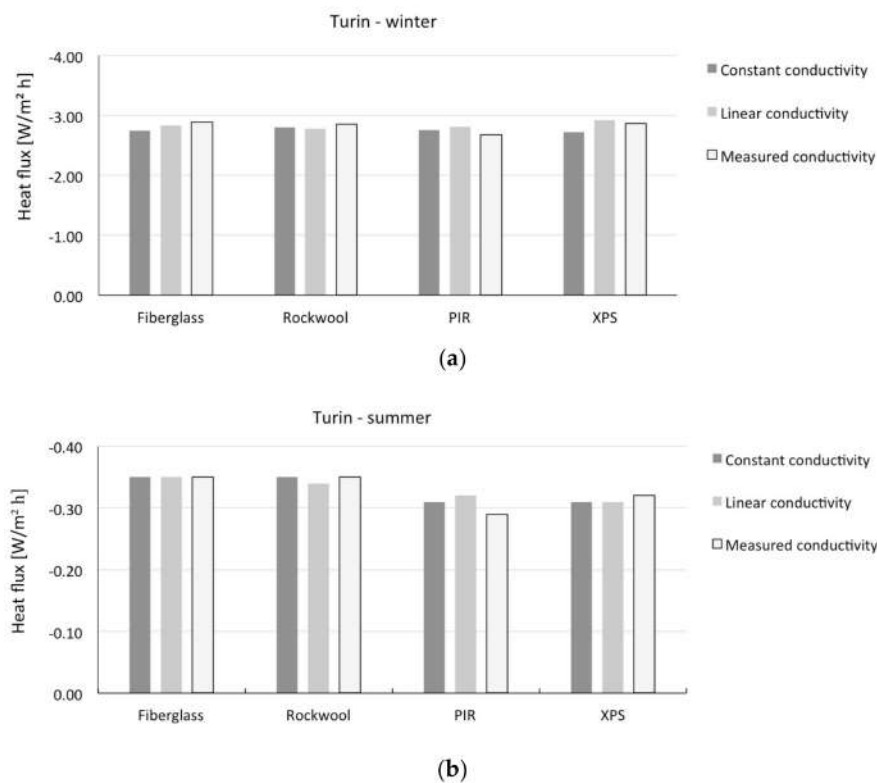 Turin - winter
Heat flux [W/m² h]
-4.00
-3.00
-2.00
-1.00
0.00
Fiberglass
Rockwool
PIR
XPS
Constant conductivity
Linear conductivity
Measured conductivity
(a)
Turin - summer
Heat flux [W/m² h]
-0.40
-0.30
-0.20
-0.10
0.00
Fiberglass
Rockwool
PIR
XPS
Constant conductivity
Linear conductivity
Measured conductivity
(b)